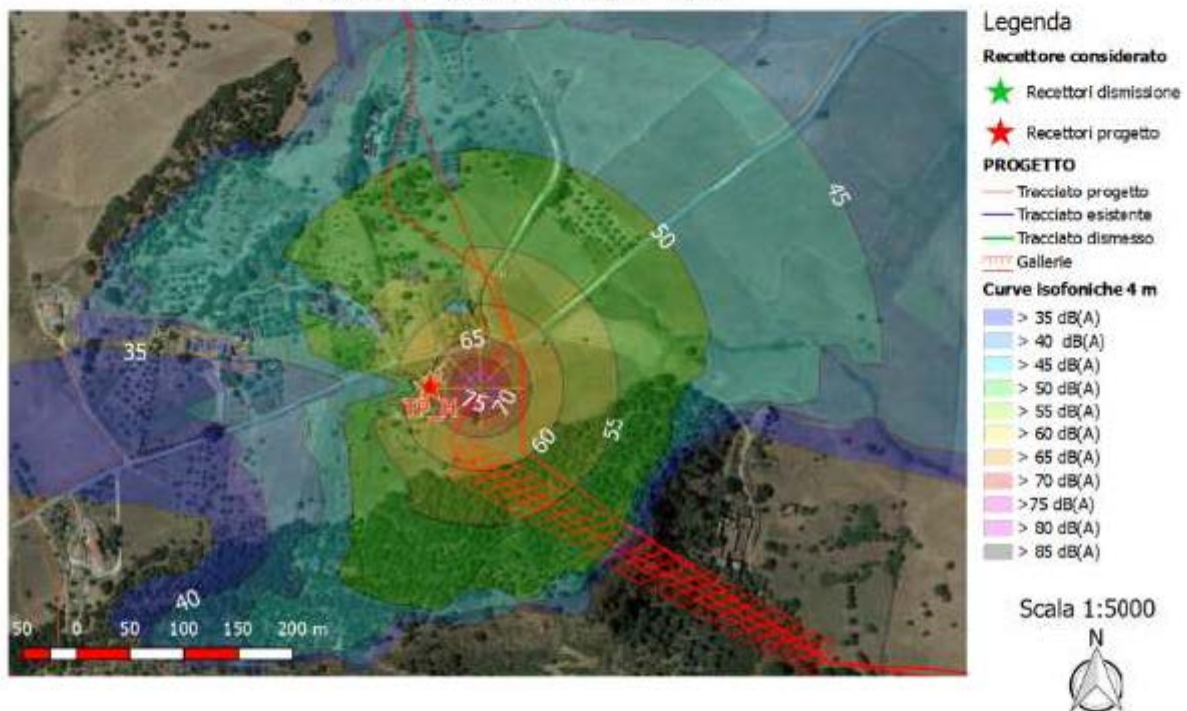 Legenda
Recettore considerato
Recettori dismissione
Recettori progetto
PROGETTO
Tracciato progetto
Tracciato esistente
Tracciato dismesso
Gallerie
Curve isofoniche 4 m
> 35 dB(A)
> 40 dB(A)
> 45 dB(A)
> 50 dB(A)
> 55 dB(A)
> 60 dB(A)
> 65 dB(A)
> 70 dB(A)
>75 dB(A)
> 80 dB(A)
> 85 dB(A)
Scala 1:5000
N
45
50
65
35
75
70
60
55
40
50 0 50 100 150 200 m